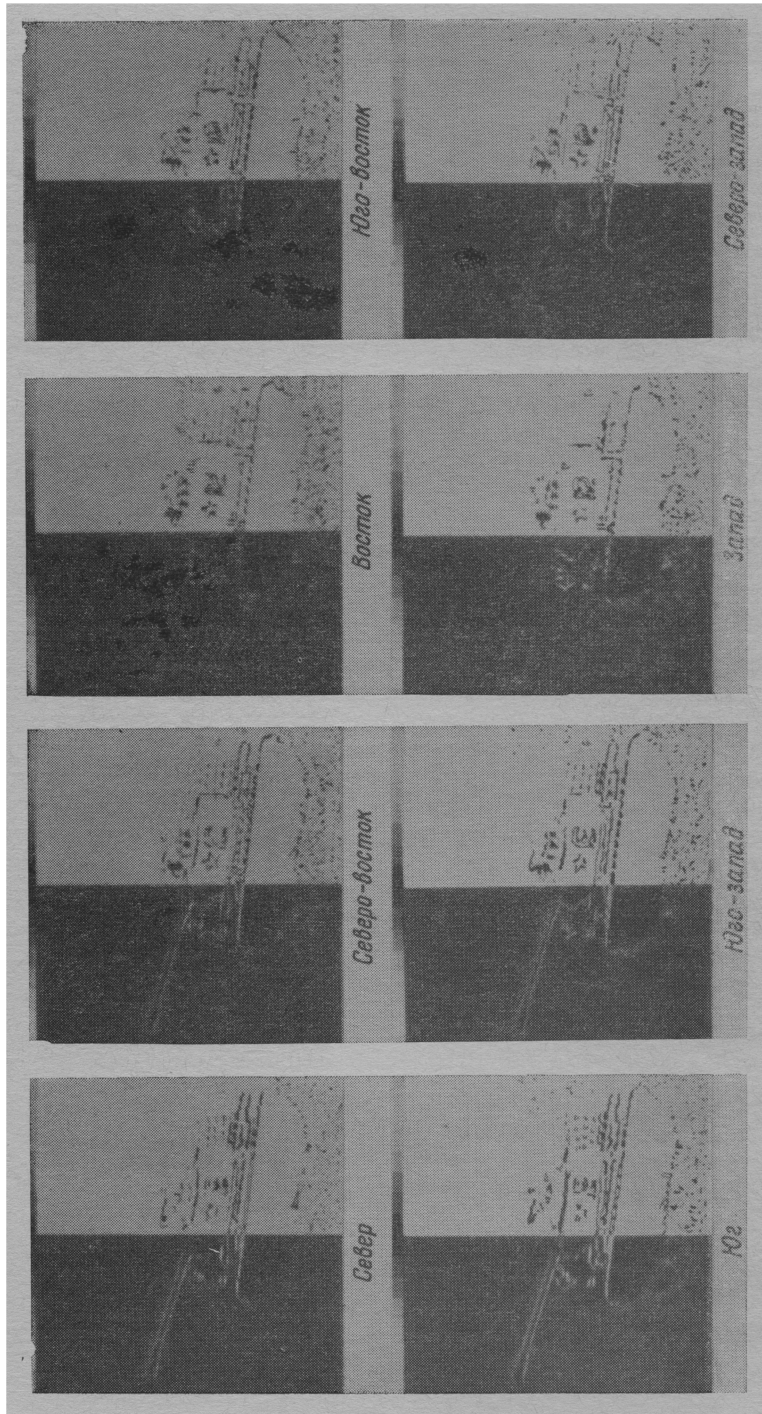 Север
Северо-восток
Восток
Юго-восток
Юг
Юго-запад
Запад
Северо-запад